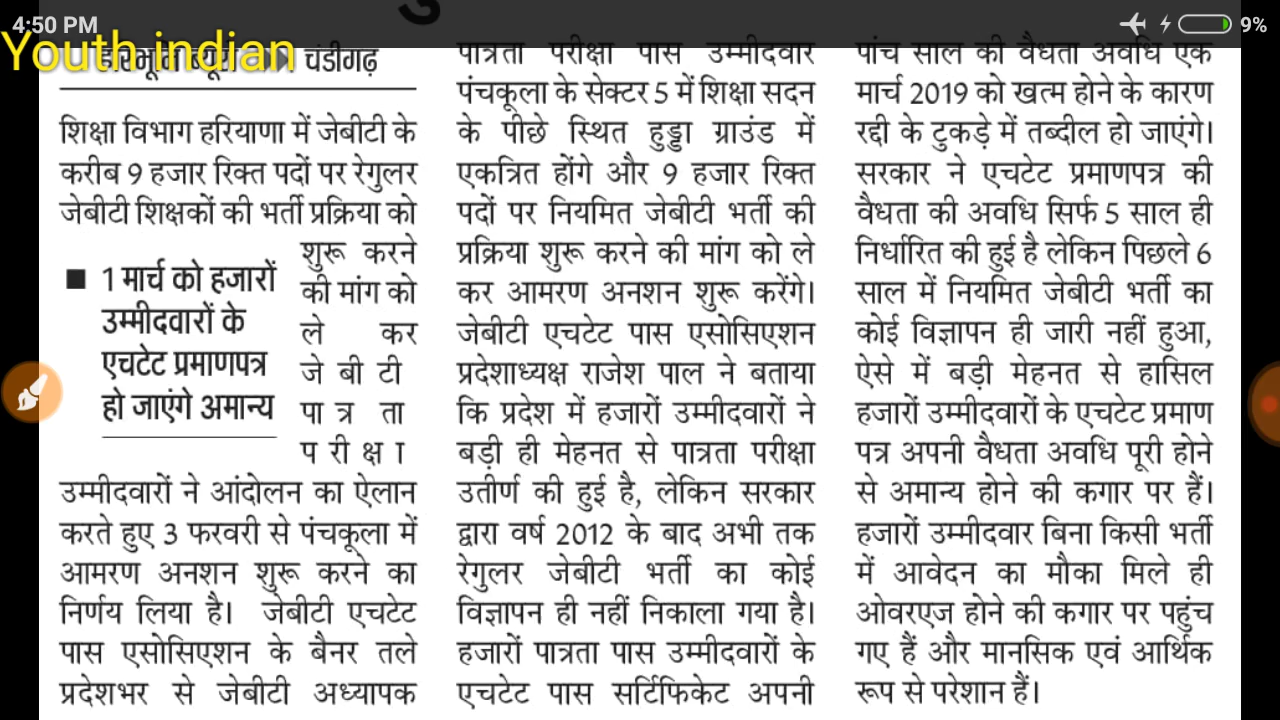 4:50 PM
9%
Youth indian
चंडीगढ़
शिक्षा विभाग हरियाणा में जेबीटी के
करीब 9 हजार रिक्त पदों पर रेगुलर
जेबीटी शिक्षकों की भर्ती प्रक्रिया को
शुरू करने
की मांग को
ले कर
जे बी टी
पा त्र ता
प री क्ष ा
■ 1 मार्च को हजारों
उम्मीदवारों के
एचटेट प्रमाणपत्र
हो जाएंगे अमान्य
उम्मीदवारों ने आंदोलन का ऐलान
करते हुए 3 फरवरी से पंचकूला में
आमरण अनशन शुरू करने का
निर्णय लिया है। जेबीटी एचटेट
पास एसोसिएशन के बैनर तले
प्रदेशभर से जेबीटी अध्यापक
पात्रता परीक्षा पास उम्मीदवार
पंचकूला के सेक्टर 5 में शिक्षा सदन
के पीछे स्थित हुड्डा ग्राउंड में
एकत्रित होंगे और 9 हजार रिक्त
पदों पर नियमित जेबीटी भर्ती की
प्रक्रिया शुरू करने की मांग को ले
कर आमरण अनशन शुरू करेंगे।
जेबीटी एचटेट पास एसोसिएशन
प्रदेशाध्यक्ष राजेश पाल ने बताया
कि प्रदेश में हजारों उम्मीदवारों ने
बड़ी ही मेहनत से पात्रता परीक्षा
उतीर्ण की हुई है, लेकिन सरकार
द्वारा वर्ष 2012 के बाद अभी तक
रेगुलर जेबीटी भर्ती का कोई
विज्ञापन ही नहीं निकाला गया है।
हजारों पात्रता पास उम्मीदवारों के
एचटेट पास सर्टिफिकेट अपनी
पांच साल की वैधता अवधि एक
मार्च 2019 को खत्म होने के कारण
रद्दी के टुकड़े में तब्दील हो जाएंगे।
सरकार ने एचटेट प्रमाणपत्र की
वैधता की अवधि सिर्फ 5 साल ही
निर्धारित की हुई है लेकिन पिछले 6
साल में नियमित जेबीटी भर्ती का
कोई विज्ञापन ही जारी नहीं हुआ,
ऐसे में बड़ी मेहनत से हासिल
हजारों उम्मीदवारों के एचटेट प्रमाण
पत्र अपनी वैधता अवधि पूरी होने
से अमान्य होने की कगार पर हैं।
हजारों उम्मीदवार बिना किसी भर्ती
में आवेदन का मौका मिले ही
ओवरएज होने की कगार पर पहुंच
गए हैं और मानसिक एवं आर्थिक
रूप से परेशान हैं।